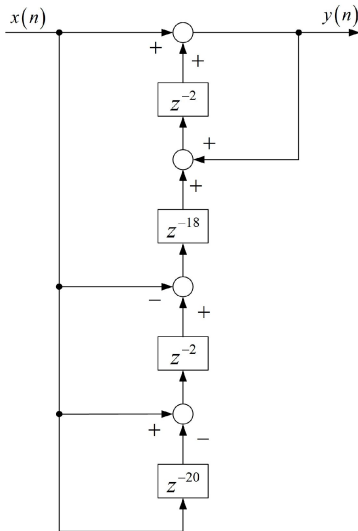 x(n) y(n)
+
+
z⁻²
+
+
z⁻¹⁸
−
+
z⁻²
+
−
z⁻²⁰